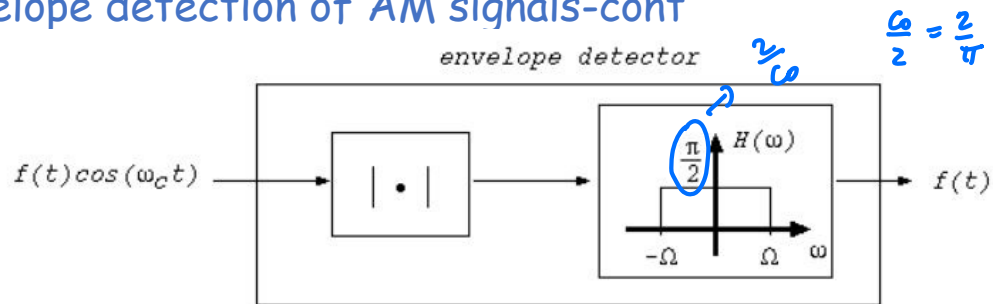 elope detection of AM signals-cont
c₀/2 = 2/π
envelope detector
2/c₀
f(t)cos(ω_c t)
| • |
π/2
H(ω)
f(t)
-Ω
Ω
ω